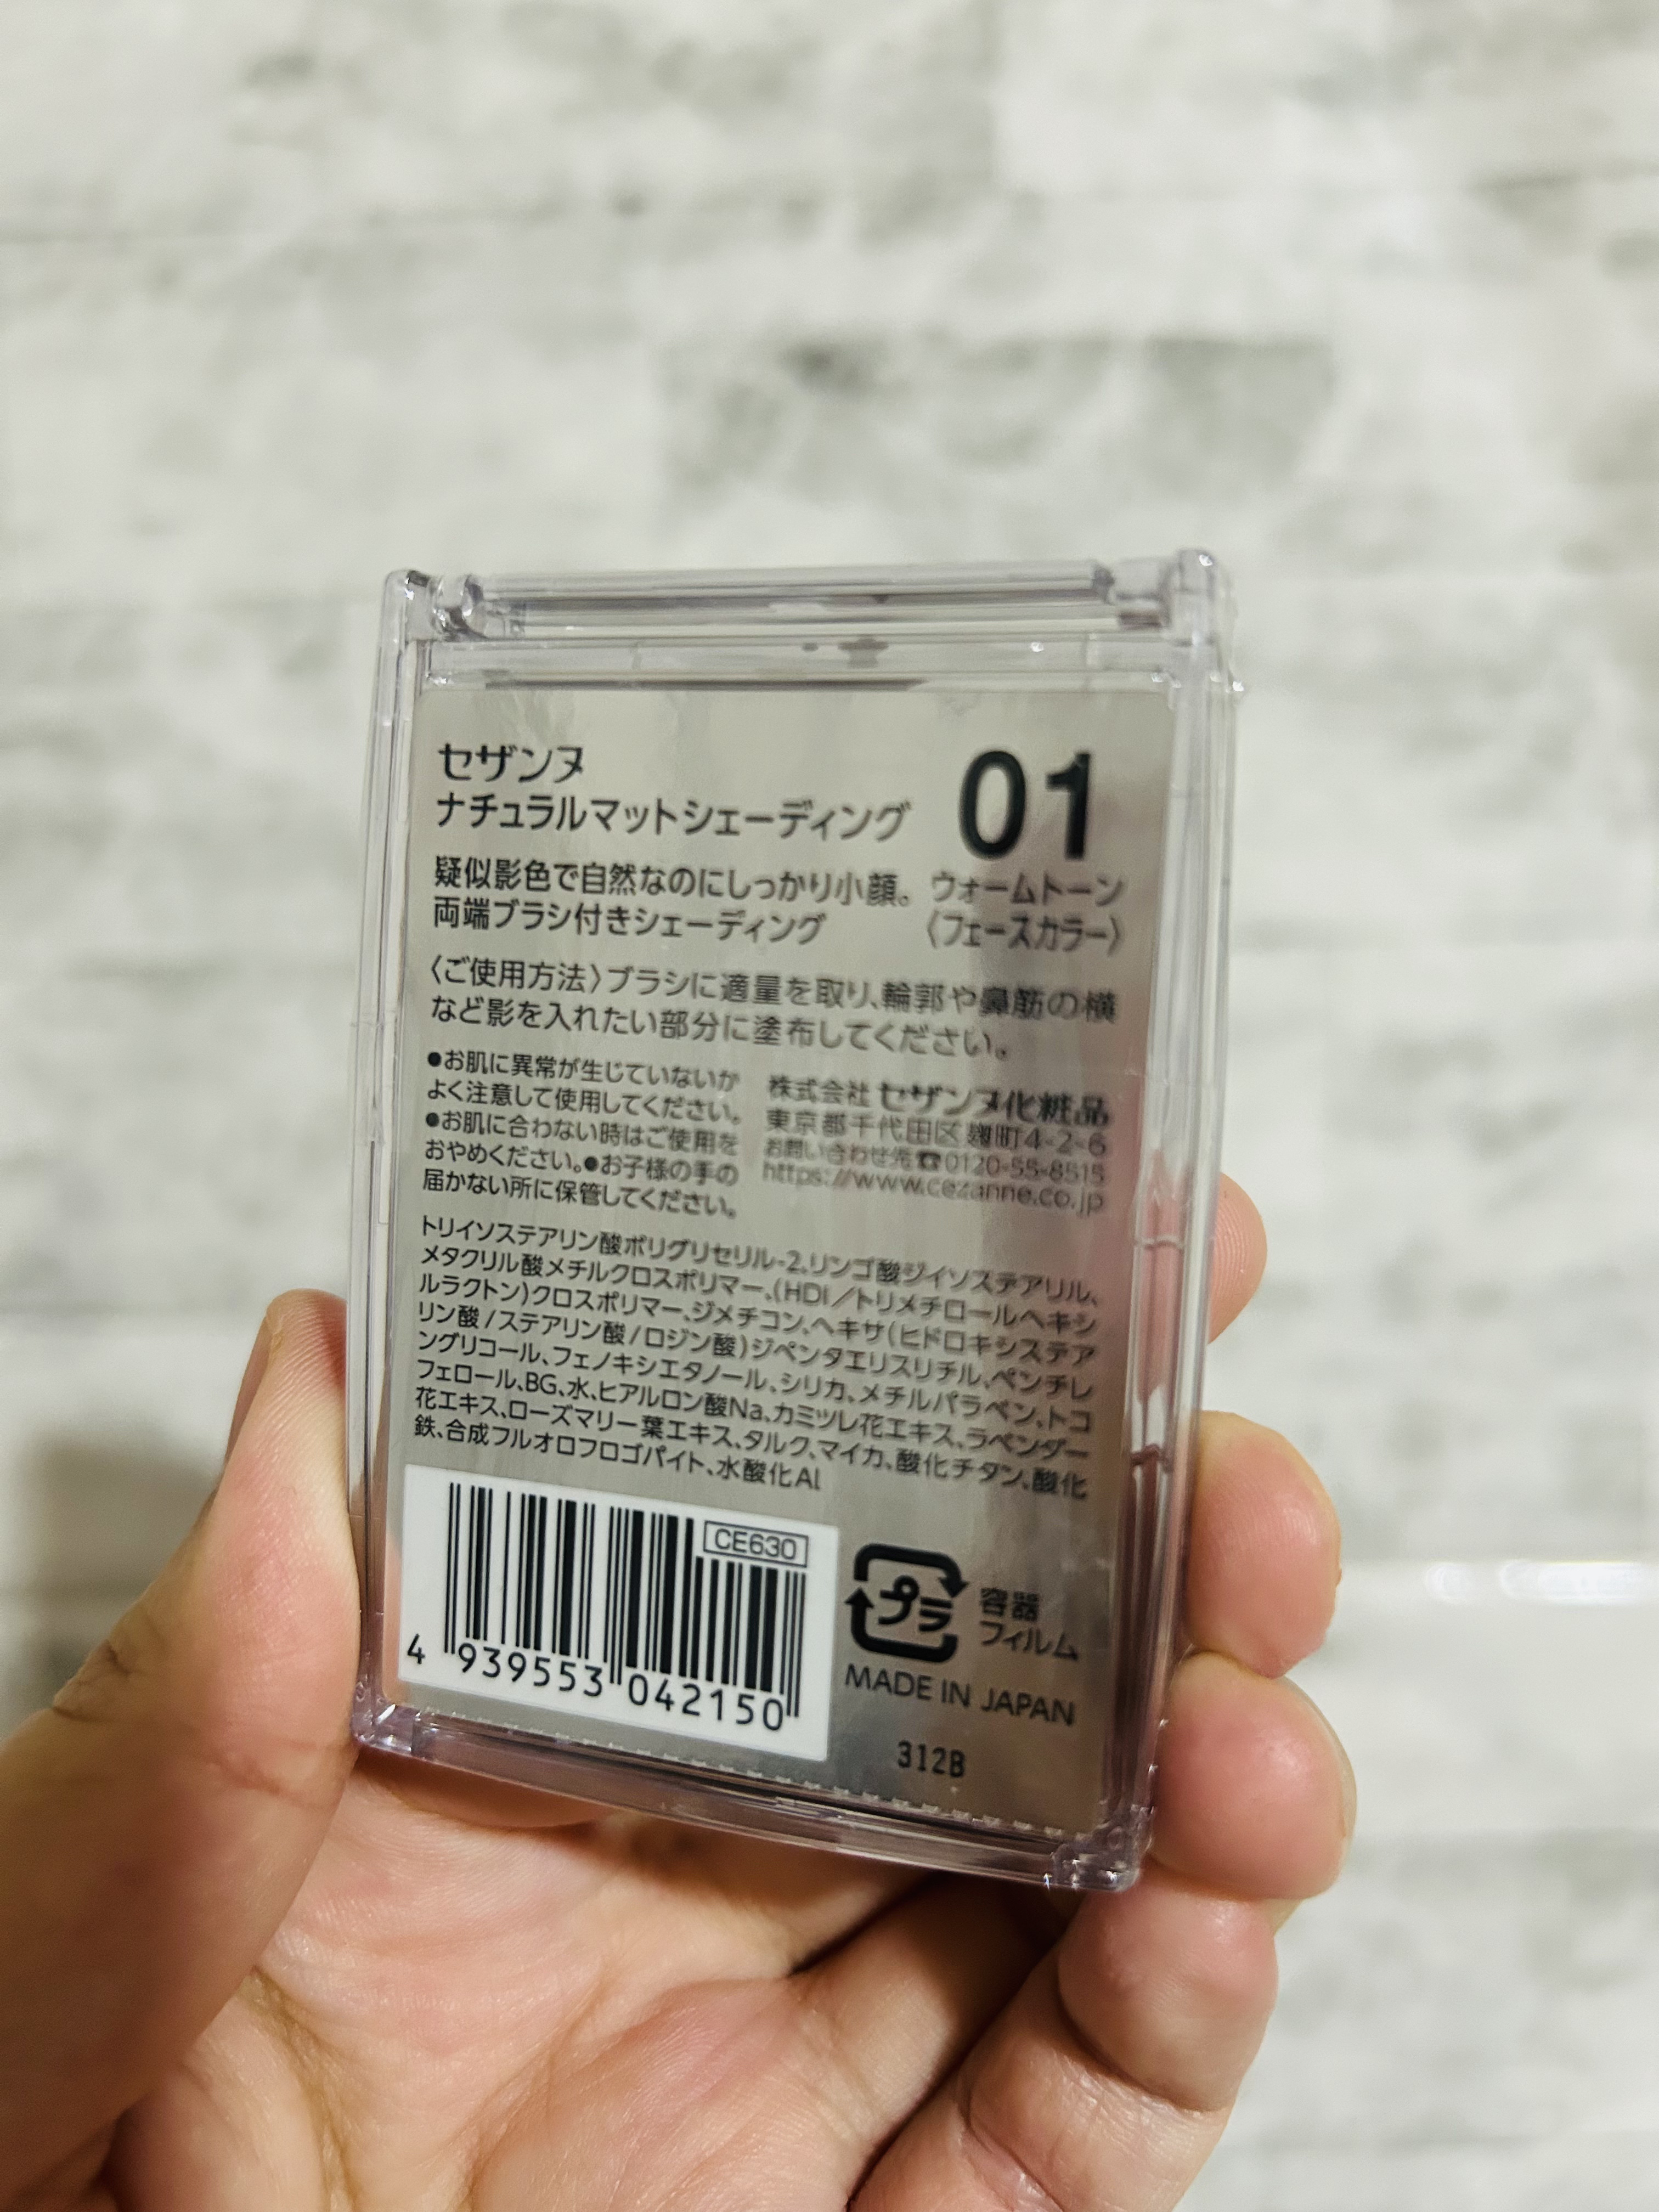 セザンヌ
ナチュラルマットシェーディング
01
疑似影色で自然なのにしっかり小顔。
両端ブラシ付きシェーディング
ウォームトーン
〈フェースカラー〉
〈ご使用方法〉ブラシに適量を取り、輪郭や鼻筋の横
など影を入れたい部分に塗布してください。
●お肌に異常が生じていないか
よく注意して使用してください。
●お肌に合わない時はご使用を
おやめください。●お子様の手の
届かない所に保管してください。
株式会社 セザンヌ化粧品
東京都千代田区麹町4-2-6
お問い合わせ先☎0120-55-8515
https://www.cezanne.co.jp
トリイソステアリン酸ポリグリセリル-2、リンゴ酸ジイソステアリル、
メタクリル酸メチルクロスポリマー、(HDI/トリメチロールヘキシ
ルラクトン)クロスポリマー、ジメチコン、ヘキサ(ヒドロキシステア
リン酸/ステアリン酸/ロジン酸)ジペンタエリスリチル、ペンチレ
ングリコール、フェノキシエタノール、シリカ、メチルパラベン、トコ
フェロール、BG、水、ヒアルロン酸Na、カミツレ花エキス、ラベンダー
花エキス、ローズマリー葉エキス、タルク、マイカ、酸化チタン、酸化
鉄、合成フルオロフロゴパイト、水酸化Al
CE630
4 939553 042150
プラ
容器
フィルム
MADE IN JAPAN
312B